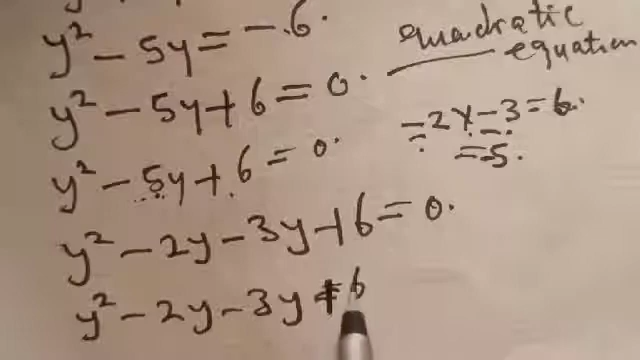 y² - 5y = -6.
y² - 5y + 6 = 0.
quadratic
equation
y² - 5y + 6 = 0.
-2 x -3 = 6.
= -5.
y² - 2y - 3y + 6 = 0.
y² - 2y - 3y + 6